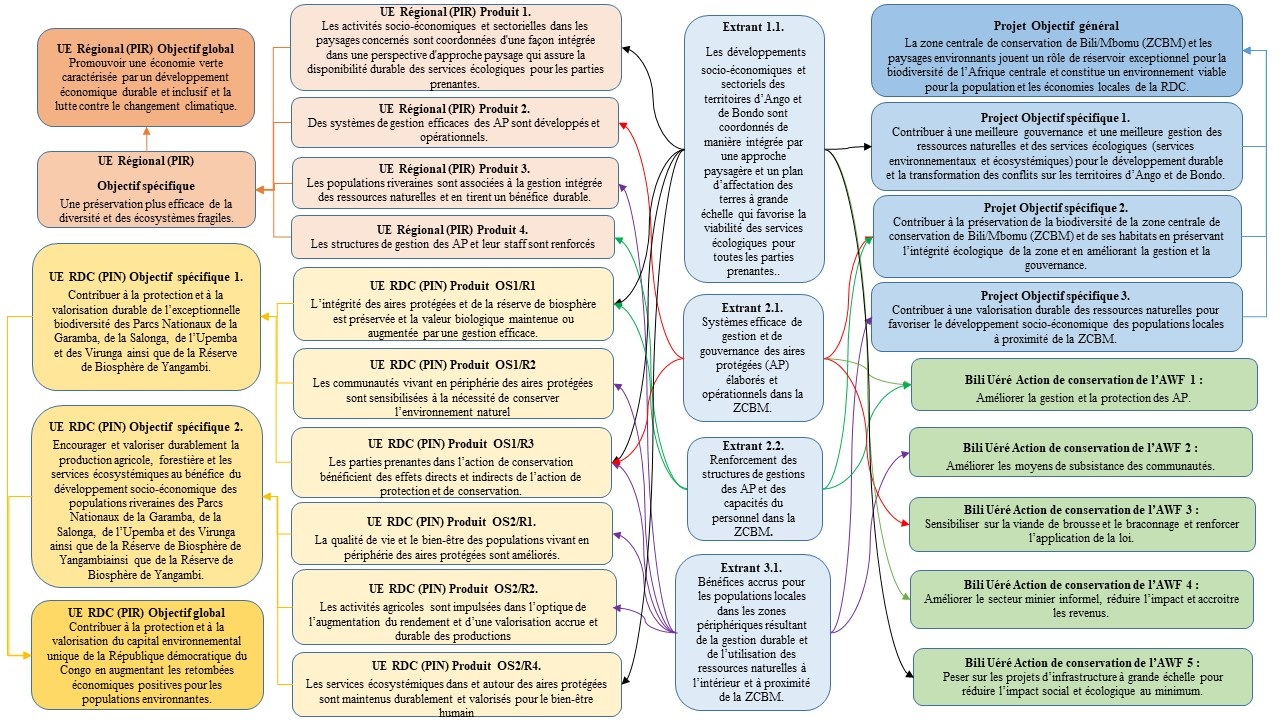 UE Régional (PIR) Objectif global
Promouvoir une économie verte
caractérisée par un développement
économique durable et inclusif et la
lutte contre le changement climatique.
UE Régional (PIR)
Objectif spécifique
Une préservation plus efficace de la
diversité et des écosystèmes fragiles.
UE RDC (PIN) Objectif spécifique 1.
Contribuer à la protection et à la
valorisation durable de l’exceptionnelle
biodiversité des Parcs Nationaux de la
Garamba, de la Salonga, de l’Upemba
et des Virunga ainsi que de la Réserve
de Biosphère de Yangambi.
UE RDC (PIN) Objectif spécifique 2.
Encourager et valoriser durablement la
production agricole, forestière et les
services écosystémiques au bénéfice du
développement socio-économique des
populations riveraines des Parcs
Nationaux de la Garamba, de la
Salonga, de l’Upemba et des Virunga
ainsi que de la Réserve de Biosphère de
Yangambiainsi que de la Réserve de
Biosphère de Yangambi.
UE RDC (PIR) Objectif global
Contribuer à la protection et à la
valorisation du capital environnemental
unique de la République démocratique du
Congo en augmentant les retombées
économiques positives pour les
populations environnantes.
UE Régional (PIR) Produit 1.
Les activités socio-économiques et sectorielles dans les
paysages concernés sont coordonnées d'une façon intégrée
dans une perspective d'approche paysage qui assure la
disponibilité durable des services écologiques pour les parties
prenantes.
UE Régional (PIR) Produit 2.
Des systèmes de gestion efficaces des AP sont développés et
opérationnels.
UE Régional (PIR) Produit 3.
Les populations riveraines sont associées à la gestion intégrée
des ressources naturelles et en tirent un bénéfice durable.
UE Régional (PIR) Produit 4.
Les structures de gestion des AP et leur staff sont renforcés
UE RDC (PIN) Produit OS1/R1
L’intégrité des aires protégées et de la réserve de biosphère
est préservée et la valeur biologique maintenue ou
augmentée par une gestion efficace.
UE RDC (PIN) Produit OS1/R2
Les communautés vivant en périphérie des aires protégées
sont sensibilisées à la nécessité de conserver
l’environnement naturel
UE RDC (PIN) Produit OS1/R3
Les parties prenantes dans l’action de conservation
bénéficient des effets directs et indirects de l’action de
protection et de conservation.
UE RDC (PIN) Produit OS2/R1.
La qualité de vie et le bien-être des populations vivant en
périphérie des aires protégées sont améliorés.
UE RDC (PIN) Produit OS2/R2.
Les activités agricoles sont impulsées dans l’optique de
l’augmentation du rendement et d’une valorisation accrue et
durable des productions
UE RDC (PIN) Produit OS2/R4.
Les services écosystémiques dans et autour des aires protégées
sont maintenus durablement et valorisés pour le bien-être
humain
Extrant 1.1.
Les développements
socio-économiques et
sectoriels des
territoires d’Ango et
de Bondo sont
coordonnés de
manière intégrée par
une approche
paysagère et un plan
d’affectation des
terres à grande
échelle qui favorise la
viabilité des services
écologiques pour
toutes les parties
prenantes..
Extrant 2.1.
Systèmes efficace de
gestion et de
gouvernance des aires
protégées (AP)
élaborés et
opérationnels dans la
ZCBM.
Extrant 2.2.
Renforcement des
structures de gestions
des AP et des
capacités du
personnel dans la
ZCBM.
Extrant 3.1.
Bénéfices accrus pour
les populations locales
dans les zones
périphériques résultant
de la gestion durable et
de l’utilisation des
ressources naturelles à
l’intérieur et à proximité
de la ZCBM.
Projet Objectif général
La zone centrale de conservation de Bili/Mbomu (ZCBM) et les
paysages environnants jouent un rôle de réservoir exceptionnel pour la
biodiversité de l’Afrique centrale et constitue un environnement viable
pour la population et les économies locales de la RDC.
Project Objectif spécifique 1.
Contribuer à une meilleure gouvernance et une meilleure gestion des
ressources naturelles et des services écologiques (services
environnementaux et écosystémiques) pour le développement durable
et la transformation des conflits sur les territoires d’Ango et de Bondo.
Projet Objectif spécifique 2.
Contribuer à la préservation de la biodiversité de la zone centrale de
conservation de Bili/Mbomu (ZCBM) et de ses habitats en préservant
l’intégrité écologique de la zone et en améliorant la gestion et la
gouvernance.
Project Objectif spécifique 3.
Contribuer à une valorisation durable des ressources naturelles pour
favoriser le développement socio-économique des populations locales
à proximité de la ZCBM.
Bili Uéré Action de conservation de l’AWF 1 :
Améliorer la gestion et la protection des AP.
Bili Uéré Action de conservation de l’AWF 2 :
Améliorer les moyens de subsistance des communautés.
Bili Uéré Action de conservation de l’AWF 3 :
Sensibiliser sur la viande de brousse et le braconnage et renforcer
l’application de la loi.
Bili Uéré Action de conservation de l’AWF 4 :
Améliorer le secteur minier informel, réduire l’impact et accroitre
les revenus.
Bili Uéré Action de conservation de l’AWF 5 :
Peser sur les projets d’infrastructure à grande échelle pour
réduire l’impact social et écologique au minimum.